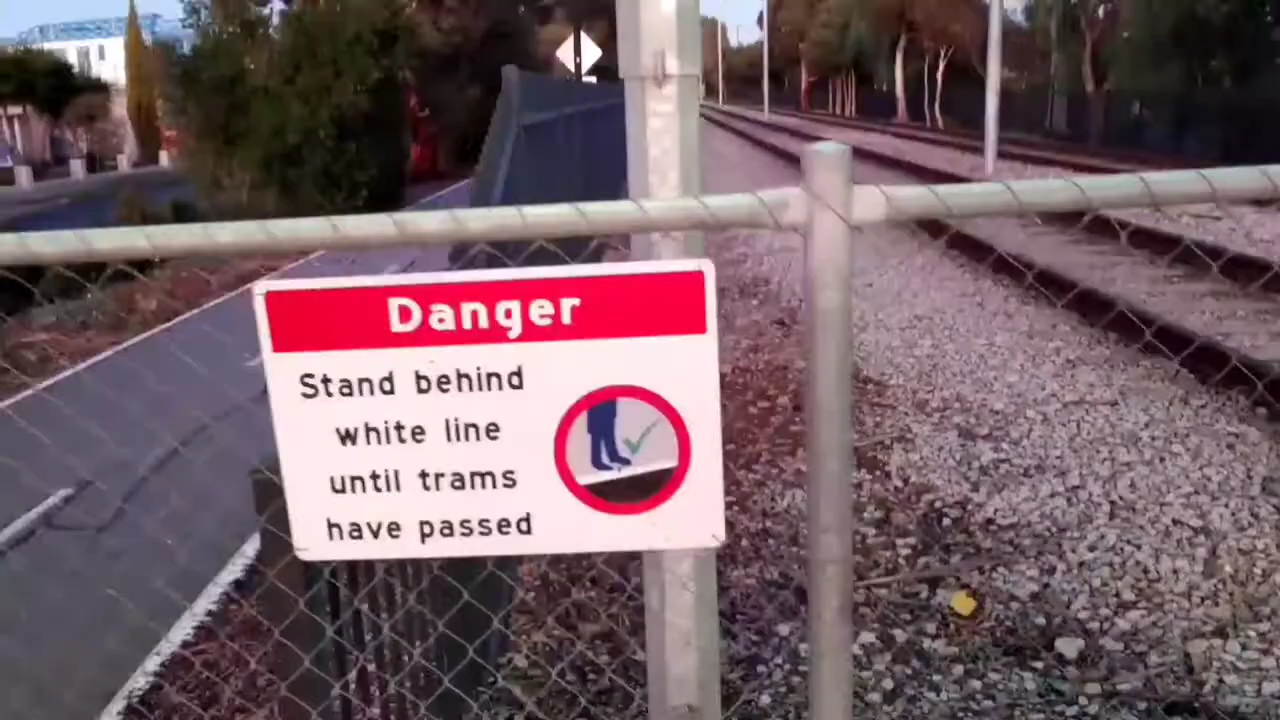 Danger
Stand behind
white line
until trams
have passed